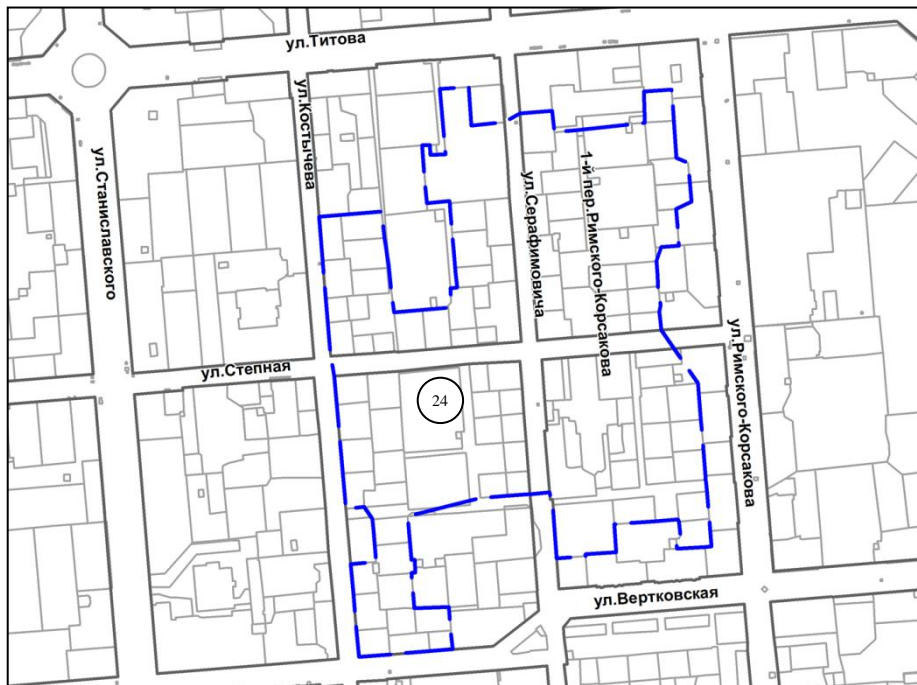 ул.Титова
ул.Костычева
ул.Станиславского
1-й пер.Римского-Корсакова
ул.Серафимовича
ул.Римского-Корсакова
ул.Степная
24
ул.Вертковская